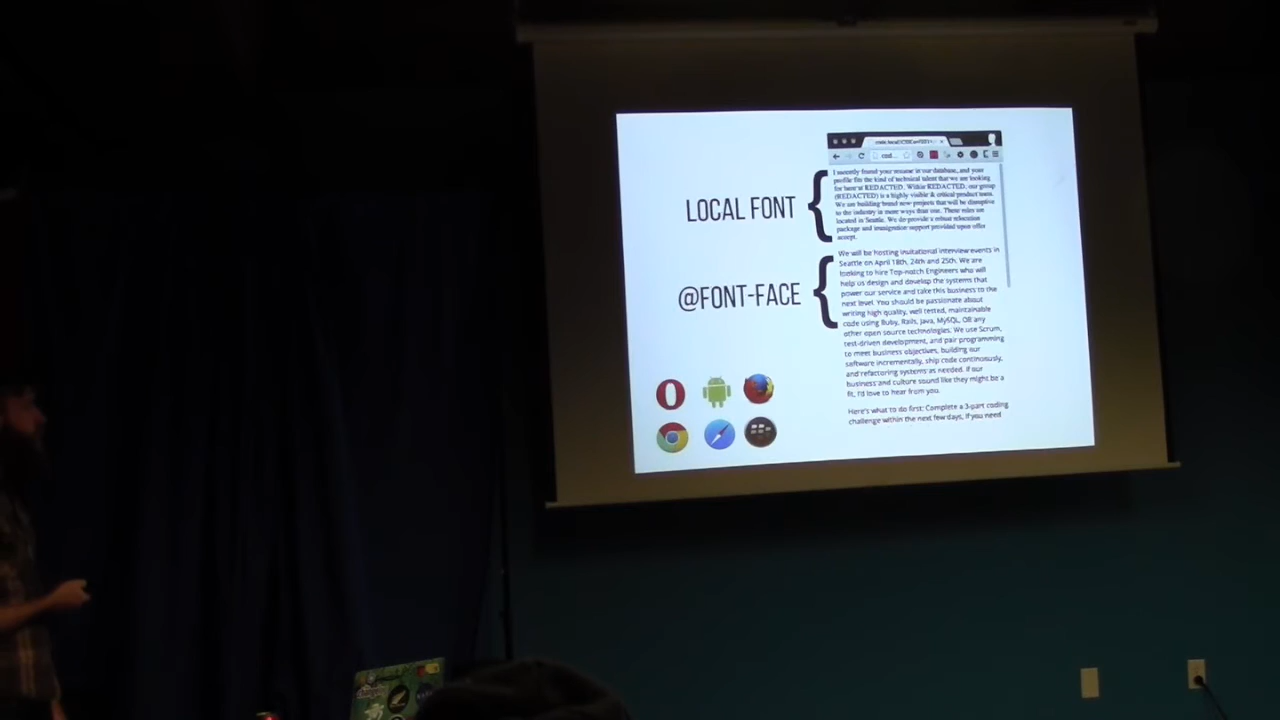 LOCAL FONT
@FONT-FACE
I recently found your resume in our database, and your
profile fits the kind of technical talent that we are looking
for here at REDACTED. Within REDACTED, our group
(REDACTED) is a highly visible & critical product team.
We are building brand new projects that will be disruptive
to the industry in more ways than one. These roles are
located in Seattle. We do provide a robust relocation
package and immigration support provided upon offer
accept.
We will be hosting invitational interview events in
Seattle on April 18th, 24th and 25th. We are
looking to hire Top-notch Engineers who will
help us design and develop the systems that
power our service and take this business to the
next level. You should be passionate about
writing high quality, well tested, maintainable
code using Ruby, Rails, Java, MySQL, OR any
other open source technologies. We use Scrum,
test-driven development, and pair programming
to meet business objectives, building our
software incrementally, ship code continously,
and refactoring systems as needed. If our
business and culture sound like they might be a
fit, I'd love to hear from you.
Here's what to do first: Complete a 3-part coding
challenge within the next few days, if you need